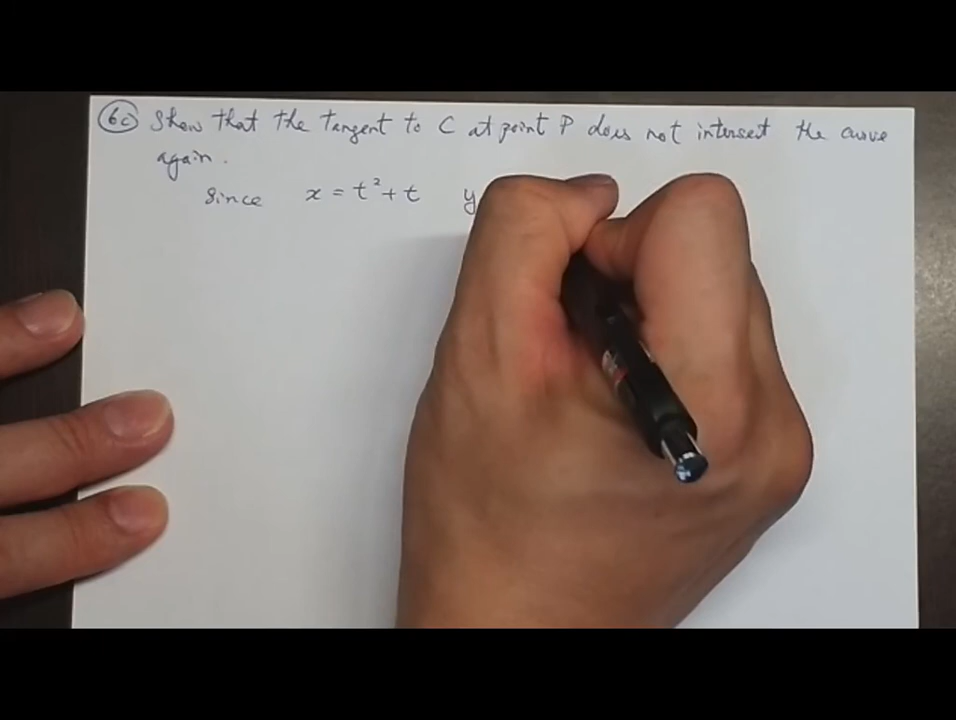 6c Show that the tangent to C at point P does not intersect the curve
again.
since x = t² + t y